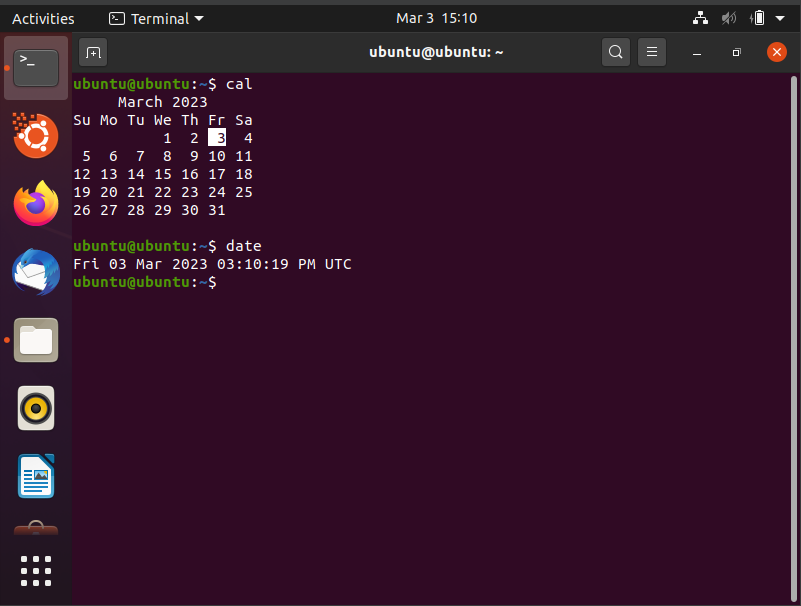 Activities Terminal Mar 3 15:10
ubuntu@ubuntu: ~
>_
ubuntu@ubuntu:~$ cal
     March 2023
Su Mo Tu We Th Fr Sa
          1  2  3  4
 5  6  7  8  9 10 11
12 13 14 15 16 17 18
19 20 21 22 23 24 25
26 27 28 29 30 31
ubuntu@ubuntu:~$ date
Fri 03 Mar 2023 03:10:19 PM UTC
ubuntu@ubuntu:~$